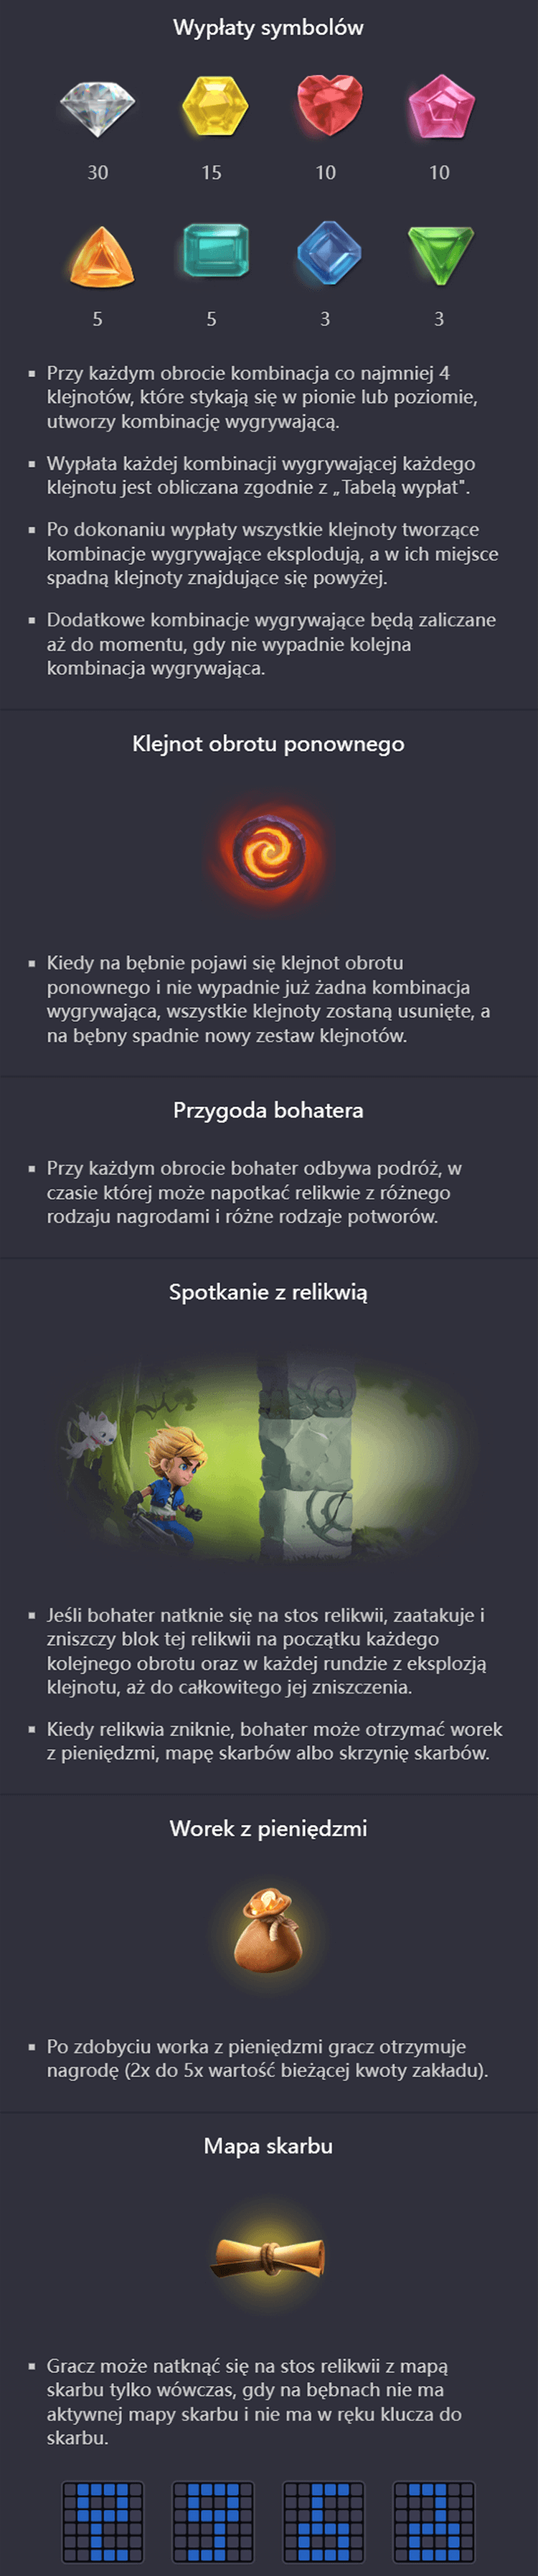 Wypłaty symbolów
30 15 10 10
5 5 3 3
Przy każdym obrocie kombinacja co najmniej 4
klejnotów, które stykają się w pionie lub poziomie,
utworzy kombinację wygrywającą.
Wypłata każdej kombinacji wygrywającej każdego
klejnotu jest obliczana zgodnie z „Tabelą wypłat".
Po dokonaniu wypłaty wszystkie klejnoty tworzące
kombinacje wygrywające eksplodują, a w ich miejsce
spadną klejnoty znajdujące się powyżej.
Dodatkowe kombinacje wygrywające będą zaliczane
aż do momentu, gdy nie wypadnie kolejna
kombinacja wygrywająca.
Klejnot obrotu ponownego
Kiedy na bębnie pojawi się klejnot obrotu
ponownego i nie wypadnie już żadna kombinacja
wygrywająca, wszystkie klejnoty zostaną usunięte, a
na bębny spadnie nowy zestaw klejnotów.
Przygoda bohatera
Przy każdym obrocie bohater odbywa podróż, w
czasie której może napotkać relikwie z różnego
rodzaju nagrodami i różne rodzaje potworów.
Spotkanie z relikwią
Jeśli bohater natknie się na stos relikwii, zaatakuje i
zniszczy blok tej relikwii na początku każdego
kolejnego obrotu oraz w każdej rundzie z eksplozją
klejnotu, aż do całkowitego jej zniszczenia.
Kiedy relikwia zniknie, bohater może otrzymać worek
z pieniędzmi, mapę skarbów albo skrzynię skarbów.
Worek z pieniędzmi
Po zdobyciu worka z pieniędzmi gracz otrzymuje
nagrodę (2x do 5x wartość bieżącej kwoty zakładu).
Mapa skarbu
Gracz może natknąć się na stos relikwii z mapą
skarbu tylko wówczas, gdy na bębnach nie ma
aktywnej mapy skarbu i nie ma w ręku klucza do
skarbu.